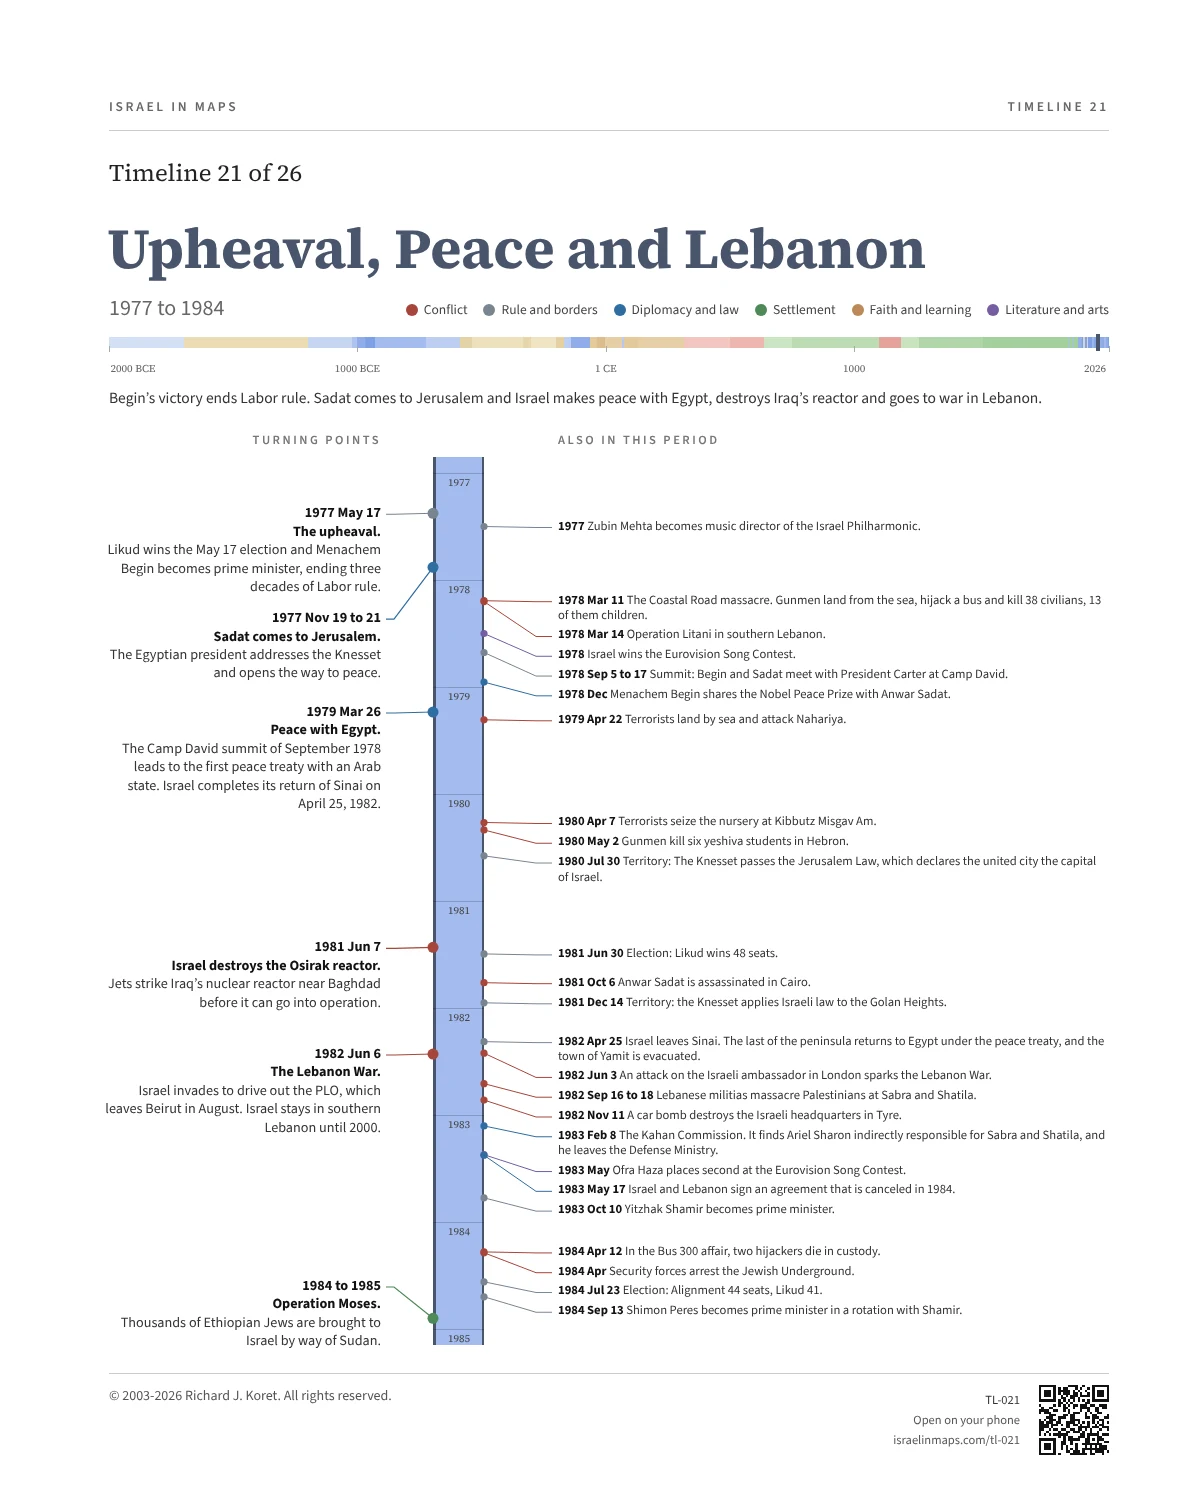 ISRAEL IN MAPS
TIMELINE 21
Timeline 21 of 26
Upheaval, Peace and Lebanon
1977 to 1984
Conflict
Rule and borders
Diplomacy and law
Settlement
Faith and learning
Literature and arts
2000 BCE
1000 BCE
1 CE
1000
2026
Begin’s victory ends Labor rule. Sadat comes to Jerusalem and Israel makes peace with Egypt, destroys Iraq’s reactor and goes to war in Lebanon.
TURNING POINTS
1977 May 17
The upheaval.
Likud wins the May 17 election and Menachem
Begin becomes prime minister, ending three
decades of Labor rule.
1977 Nov 19 to 21
Sadat comes to Jerusalem.
The Egyptian president addresses the Knesset
and opens the way to peace.
1979 Mar 26
Peace with Egypt.
The Camp David summit of September 1978
leads to the first peace treaty with an Arab
state. Israel completes its return of Sinai on
April 25, 1982.
1981 Jun 7
Israel destroys the Osirak reactor.
Jets strike Iraq’s nuclear reactor near Baghdad
before it can go into operation.
1982 Jun 6
The Lebanon War.
Israel invades to drive out the PLO, which
leaves Beirut in August. Israel stays in southern
Lebanon until 2000.
1984 to 1985
Operation Moses.
Thousands of Ethiopian Jews are brought to
Israel by way of Sudan.
1977
1978
1979
1980
1981
1982
1983
1984
1985
ALSO IN THIS PERIOD
1977 Zubin Mehta becomes music director of the Israel Philharmonic.
1978 Mar 11 The Coastal Road massacre. Gunmen land from the sea, hijack a bus and kill 38 civilians, 13
of them children.
1978 Mar 14 Operation Litani in southern Lebanon.
1978 Israel wins the Eurovision Song Contest.
1978 Sep 5 to 17 Summit: Begin and Sadat meet with President Carter at Camp David.
1978 Dec Menachem Begin shares the Nobel Peace Prize with Anwar Sadat.
1979 Apr 22 Terrorists land by sea and attack Nahariya.
1980 Apr 7 Terrorists seize the nursery at Kibbutz Misgav Am.
1980 May 2 Gunmen kill six yeshiva students in Hebron.
1980 Jul 30 Territory: The Knesset passes the Jerusalem Law, which declares the united city the capital
of Israel.
1981 Jun 30 Election: Likud wins 48 seats.
1981 Oct 6 Anwar Sadat is assassinated in Cairo.
1981 Dec 14 Territory: the Knesset applies Israeli law to the Golan Heights.
1982 Apr 25 Israel leaves Sinai. The last of the peninsula returns to Egypt under the peace treaty, and the
town of Yamit is evacuated.
1982 Jun 3 An attack on the Israeli ambassador in London sparks the Lebanon War.
1982 Sep 16 to 18 Lebanese militias massacre Palestinians at Sabra and Shatila.
1982 Nov 11 A car bomb destroys the Israeli headquarters in Tyre.
1983 Feb 8 The Kahan Commission. It finds Ariel Sharon indirectly responsible for Sabra and Shatila, and
he leaves the Defense Ministry.
1983 May Ofra Haza places second at the Eurovision Song Contest.
1983 May 17 Israel and Lebanon sign an agreement that is canceled in 1984.
1983 Oct 10 Yitzhak Shamir becomes prime minister.
1984 Apr 12 In the Bus 300 affair, two hijackers die in custody.
1984 Apr Security forces arrest the Jewish Underground.
1984 Jul 23 Election: Alignment 44 seats, Likud 41.
1984 Sep 13 Shimon Peres becomes prime minister in a rotation with Shamir.
© 2003-2026 Richard J. Koret. All rights reserved.
TL-021
Open on your phone
israelinmaps.com/tl-021